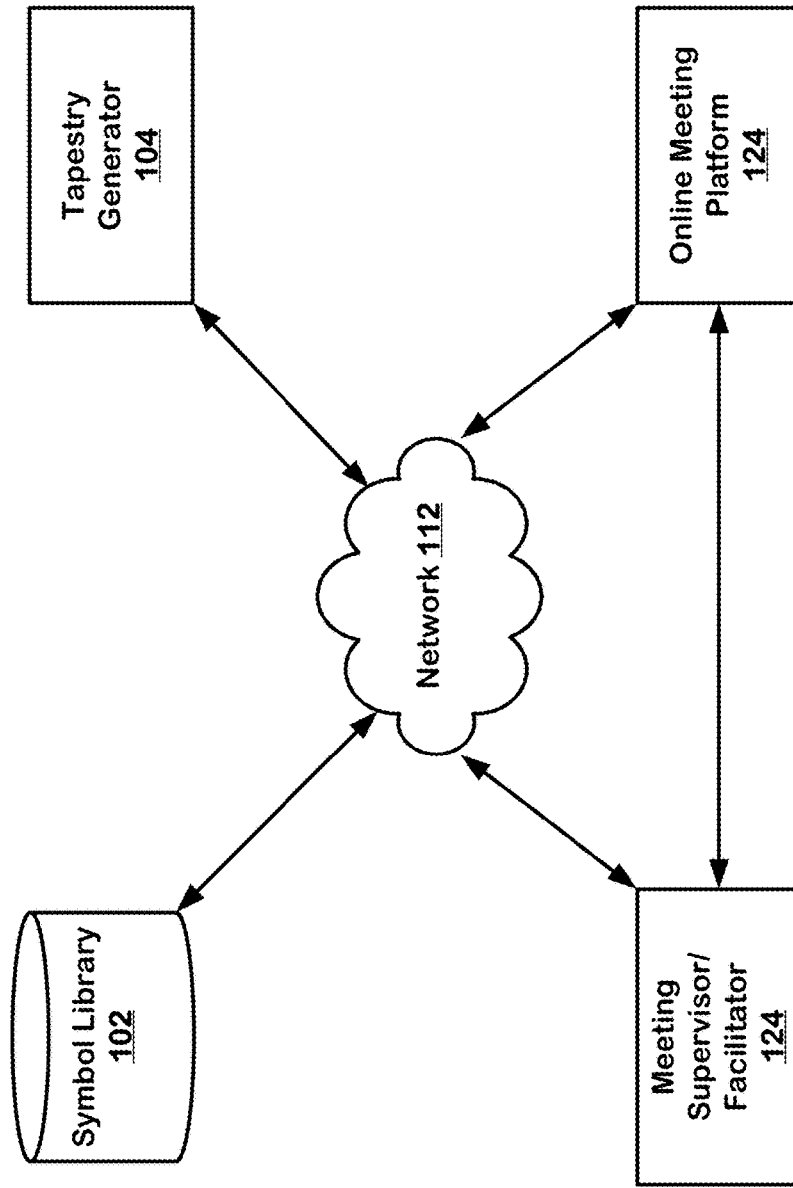 Symbol Library
102
Tapestry
Generator
104
Network 112
Meeting
Supervisor/
Facilitator
124
Online Meeting
Platform
124